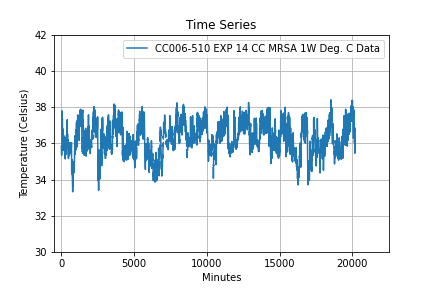 Time Series
CC006-510 EXP 14 CC MRSA 1W Deg. C Data
Temperature (Celsius)
42
40
38
36
34
32
30
0 5000 10000 15000 20000
Minutes